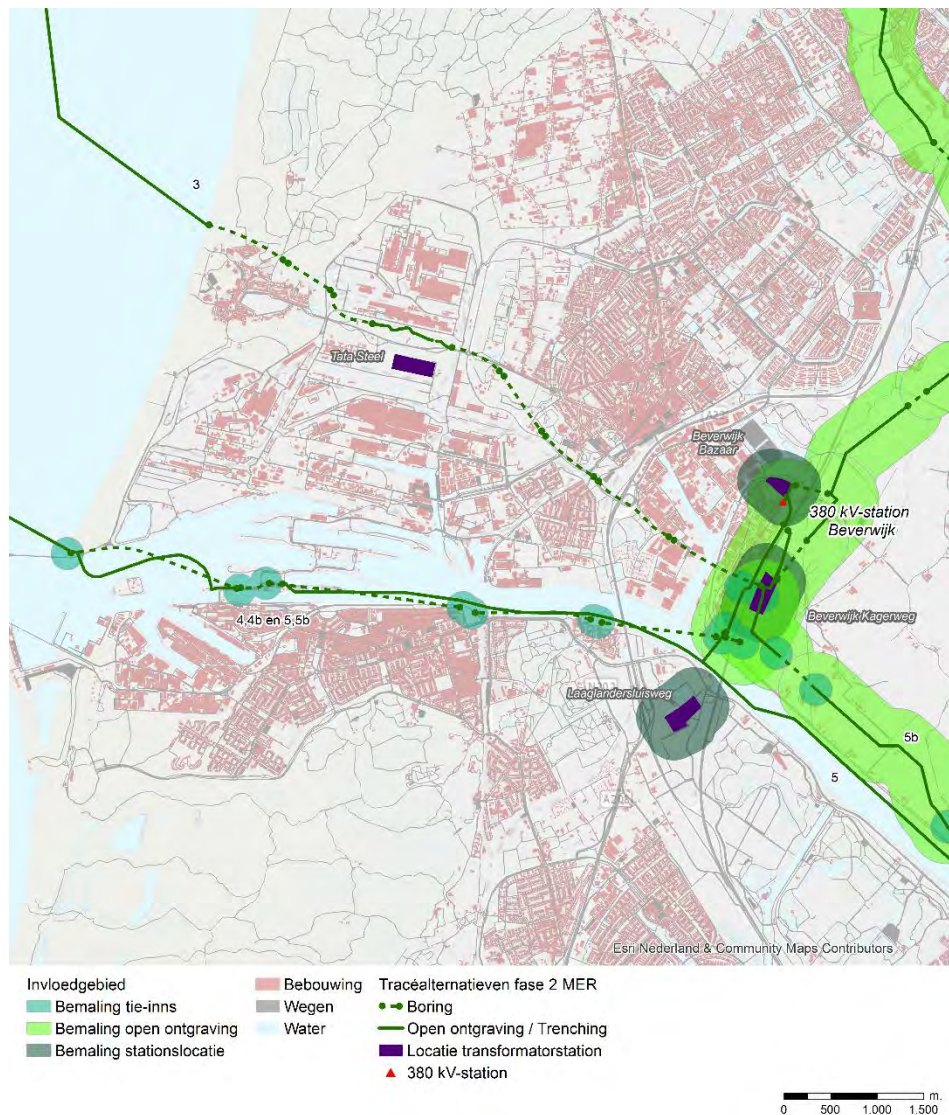 3
Tata Steel
Beverwijk
Bazaar
380 kV-station
Beverwijk
4,4b en 5,5b
Beverwijk Kagerweg
Laaglandersluisweg
5b
5
Esri Nederland & Community Maps Contributors
Invloedgebied
Bemaling tie-inns
Bemaling open ontgraving
Bemaling stationslocatie
Bebouwing
Wegen
Water
Tracéalternatieven fase 2 MER
Boring
Open ontgraving / Trenching
Locatie transformatorstation
380 kV-station
m.
0 500 1.000 1.500